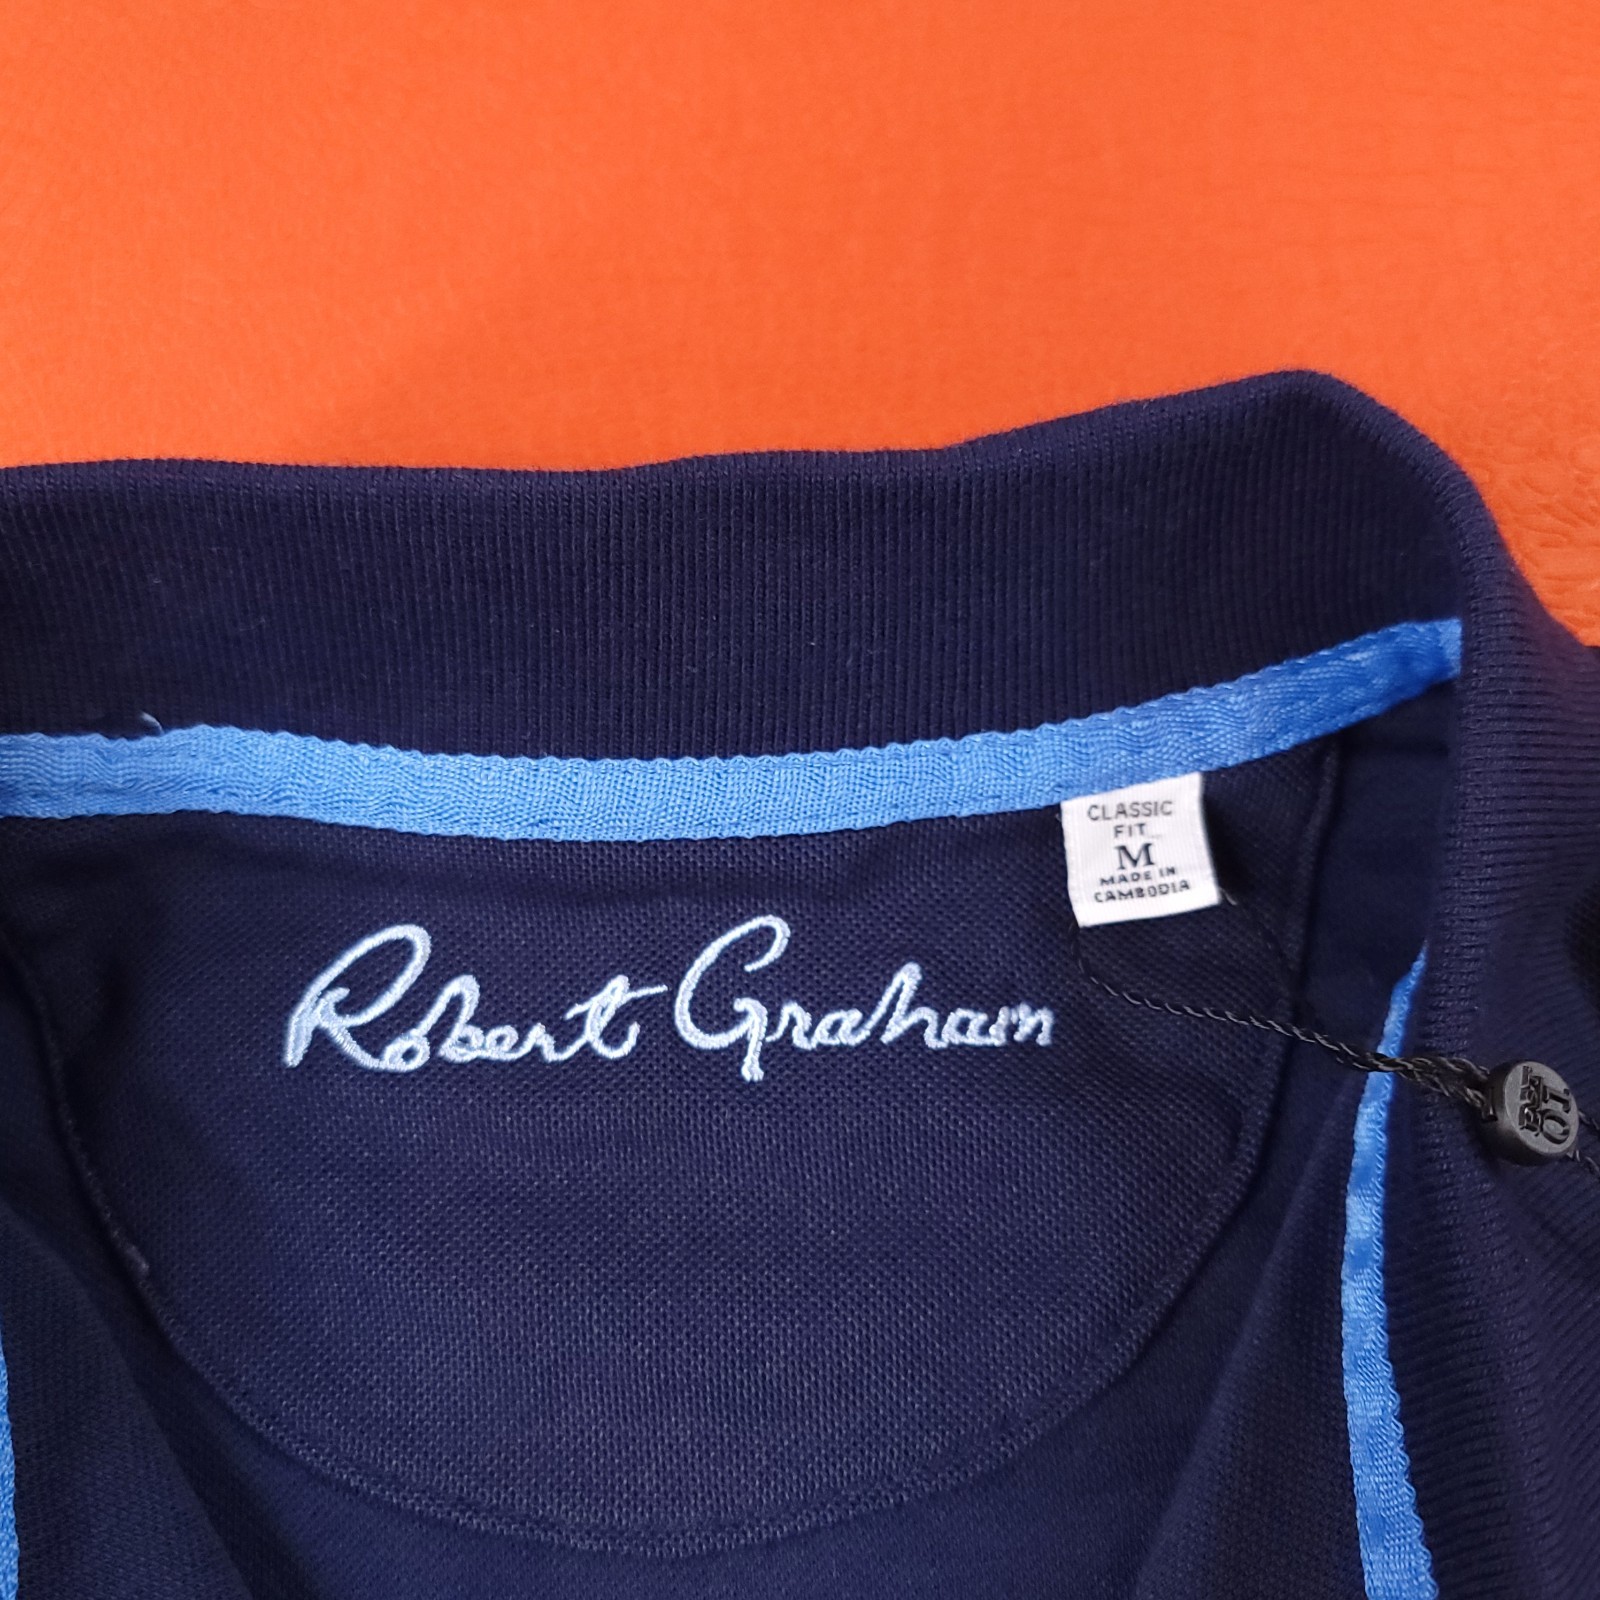 CLASSIC
FIT
M
MADE IN
CAMBODIA
Robert Graham